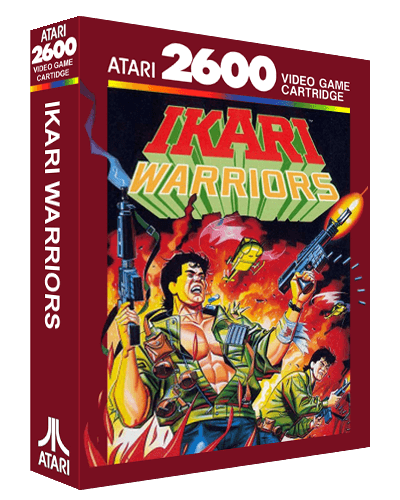 ATARI
2600
VIDEO GAME
CARTRIDGE
IKARI WARRIORS
ATARI
ATARI 2600 VIDEO GAME
CARTRIDGE
IKARI
WARRIORS